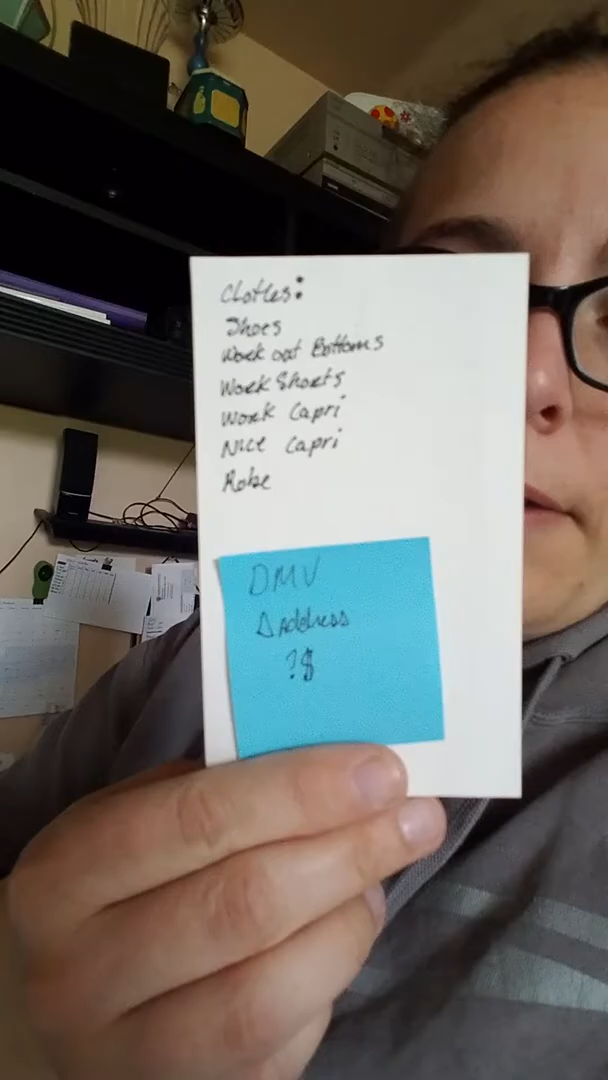 Clothes:
Shoes
Work out Bottoms
Work Shorts
Work Capri
Nice Capri
Robe
DMV
Δ Address
?$